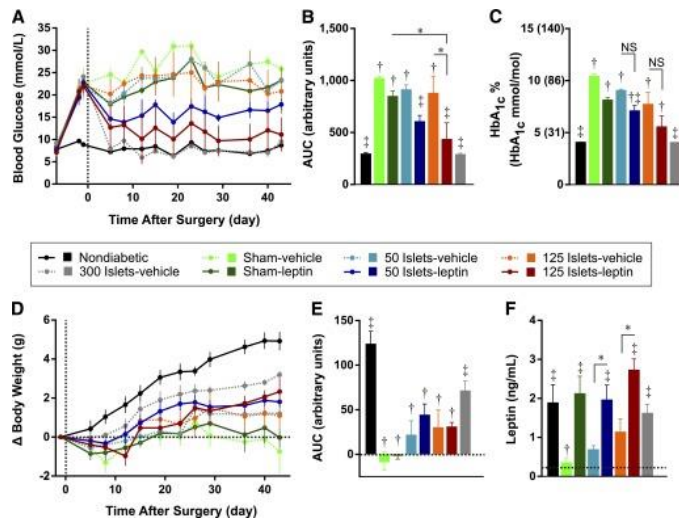 A
Blood Glucose (mmol/L)
40
30
20
10
0
0 10 20 30 40
Time After Surgery (day)
B
AUC (arbitrary units)
1,500
1,000
500
0
‡ † † † ‡ † ‡ ‡
*
*
C
HbA1c %
(HbA1c mmol/mol)
15 (140)
10 (86)
5 (31)
0
‡ † † † †‡ † ‡ ‡
NS
NS
Nondiabetic
300 Islets-vehicle
Sham-vehicle
Sham-leptin
50 Islets-vehicle
50 Islets-leptin
125 Islets-vehicle
125 Islets-leptin
D
Δ Body Weight (g)
6
4
2
0
-2
0 10 20 30 40
Time After Surgery (day)
E
AUC (arbitrary units)
150
100
50
0
‡ † † † † † † ‡
F
Leptin (ng/mL)
4
3
2
1
0
‡ † ‡ ‡ ‡ ‡
*
*